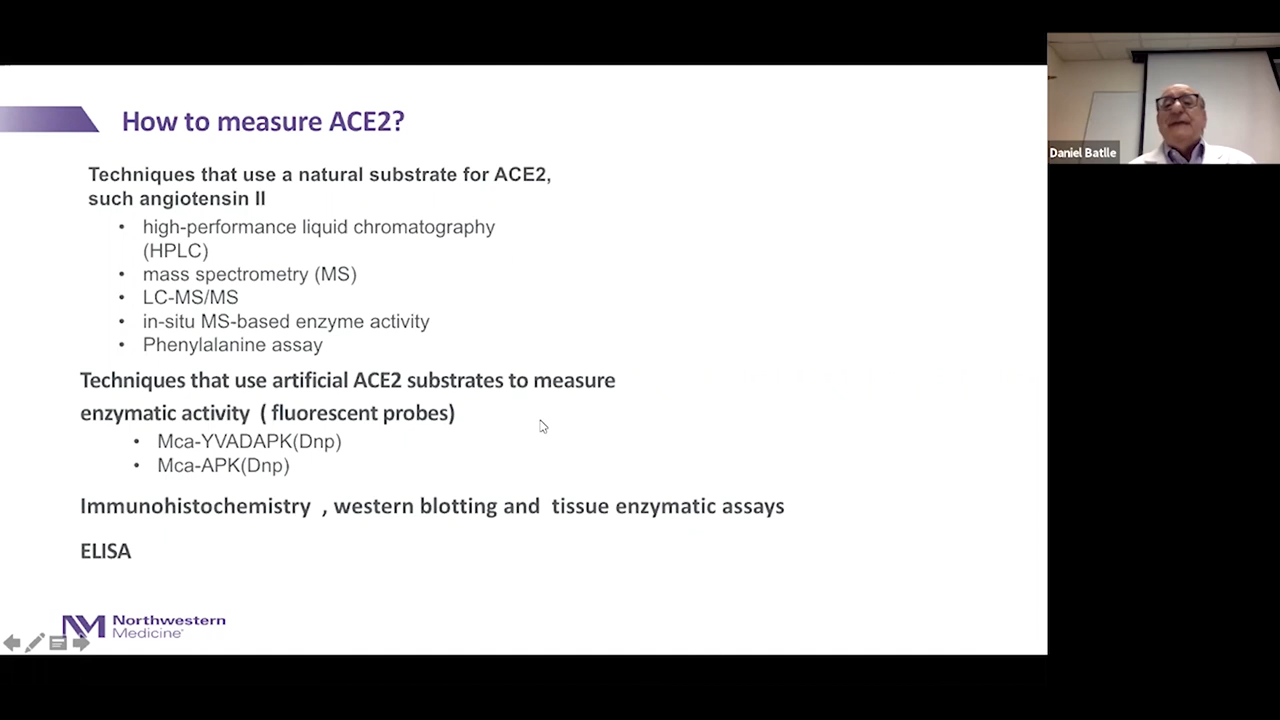 How to measure ACE2?
Techniques that use a natural substrate for ACE2,
such angiotensin II
• high-performance liquid chromatography
(HPLC)
• mass spectrometry (MS)
• LC-MS/MS
• in-situ MS-based enzyme activity
• Phenylalanine assay
Techniques that use artificial ACE2 substrates to measure
enzymatic activity ( fluorescent probes)
• Mca-YVADAPK(Dnp)
• Mca-APK(Dnp)
Immunohistochemistry , western blotting and tissue enzymatic assays
ELISA
NM Northwestern
Medicine
Daniel Batlle